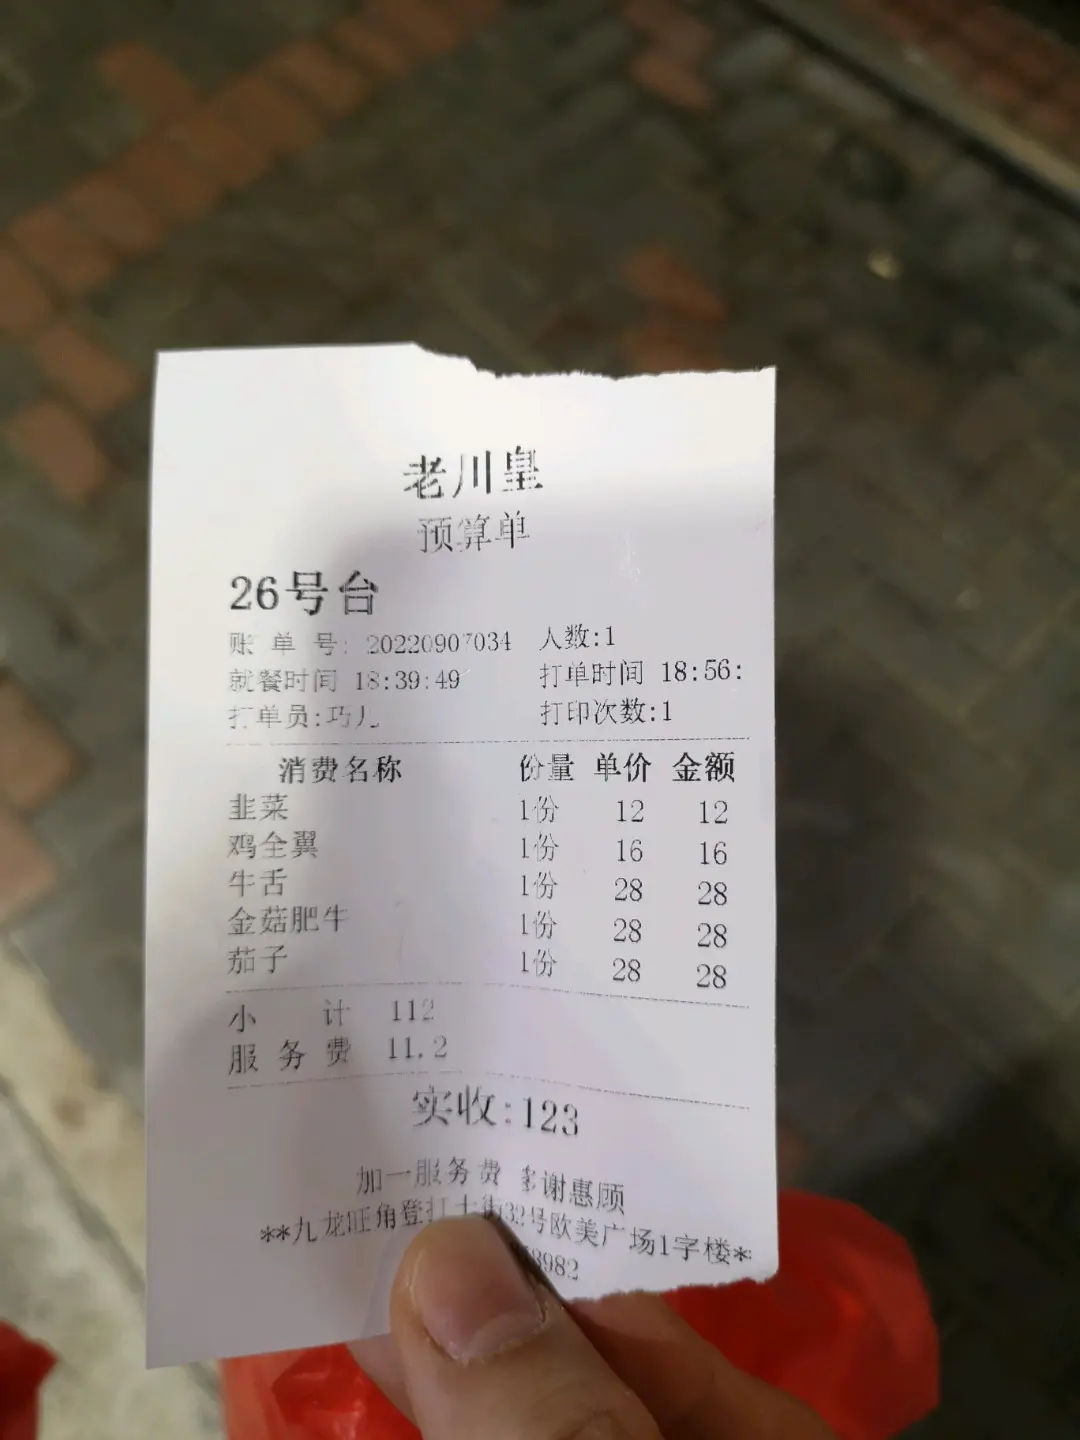 老川皇
预算单
26号台
账 单 号: 20220907034 人数:1
就餐时间 18:39:49 打单时间 18:56:
打单员:巧儿 打印次数:1
消费名称 份量 单价 金额
韭菜 1份 12 12
鸡全翼 1份 16 16
牛舌 1份 28 28
金菇肥牛 1份 28 28
茄子 1份 28 28
小 计 112
服 务 费 11.2
实收:123
加一服务费 多谢惠顾
**九龙旺角登打士街32号欧美广场1字楼*
8982